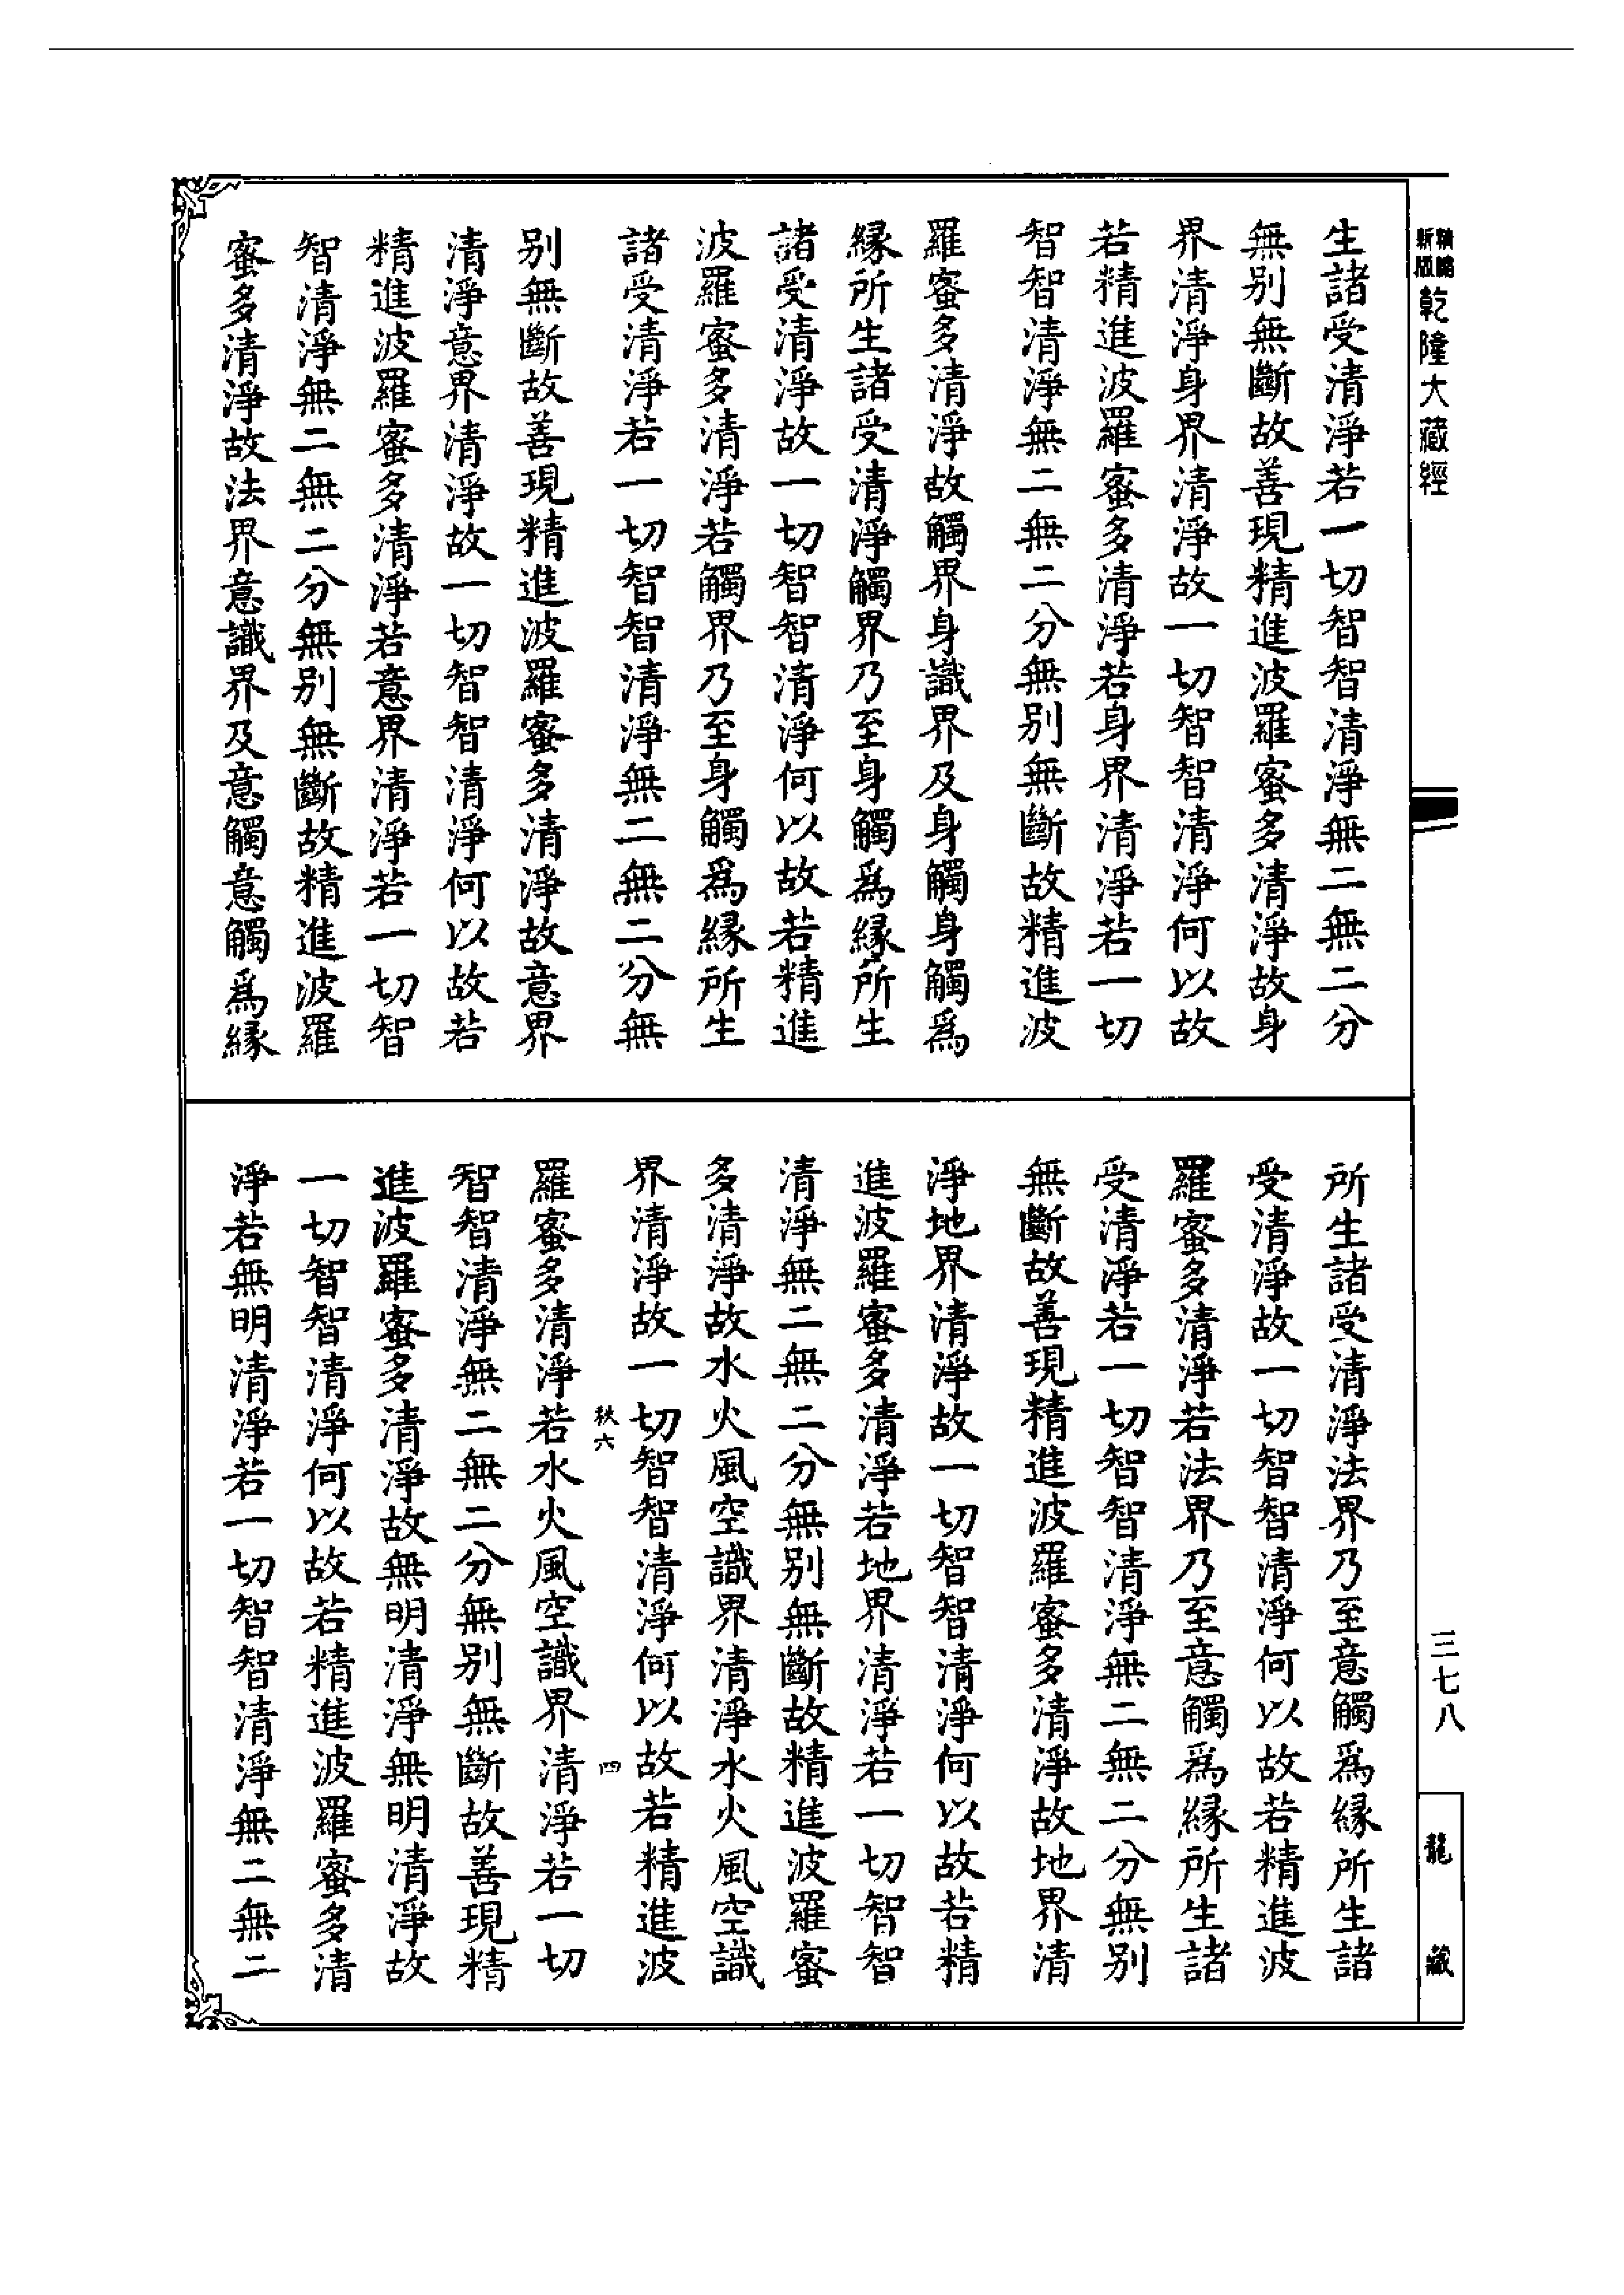 乾隆大藏經
生諸受清淨若一切智智清淨無二無二分
無別無斷故善現精進波羅蜜多清淨故身
界清淨身界清淨故一切智智清淨何以故
若精進波羅蜜多清淨若身界清淨若一切
智智清淨無二無二分無別無斷故精進波
羅蜜多清淨故觸界身識界及身觸身觸爲
緣所生諸受清淨觸界乃至身觸爲緣所生
諸受清淨故一切智智清淨何以故若精進
波羅蜜多清淨若觸界乃至身觸爲緣所生
諸受清淨若一切智智清淨無二無二分無
別無斷故善現精進波羅蜜多清淨故意界
清淨意界清淨故一切智智清淨何以故若
精進波羅蜜多清淨若意界清淨若一切智
智清淨無二無二分無別無斷故精進波羅
蜜多清淨故法界意識界及意觸意觸爲緣
所生諸受清淨法界乃至意觸爲緣所生諸
受清淨故一切智智清淨何以故若精進波
羅蜜多清淨若法界乃至意觸爲緣所生諸
受清淨若一切智智清淨無二無二分無別
無斷故善現精進波羅蜜多清淨故地界清
淨地界清淨故一切智智清淨何以故若精
進波羅蜜多清淨若地界清淨若一切智智
清淨無二無二分無別無斷故精進波羅蜜
多清淨故水火風空識界清淨水火風空識
界清淨故一切智智清淨何以故若精進波
秩六
四
羅蜜多清淨若水火風空識界清淨若一切
智智清淨無二無二分無別無斷故善現精
進波羅蜜多清淨故無明清淨無明清淨故
一切智智清淨何以故若精進波羅蜜多清
淨若無明清淨若一切智智清淨無二無二
三七八
龍藏